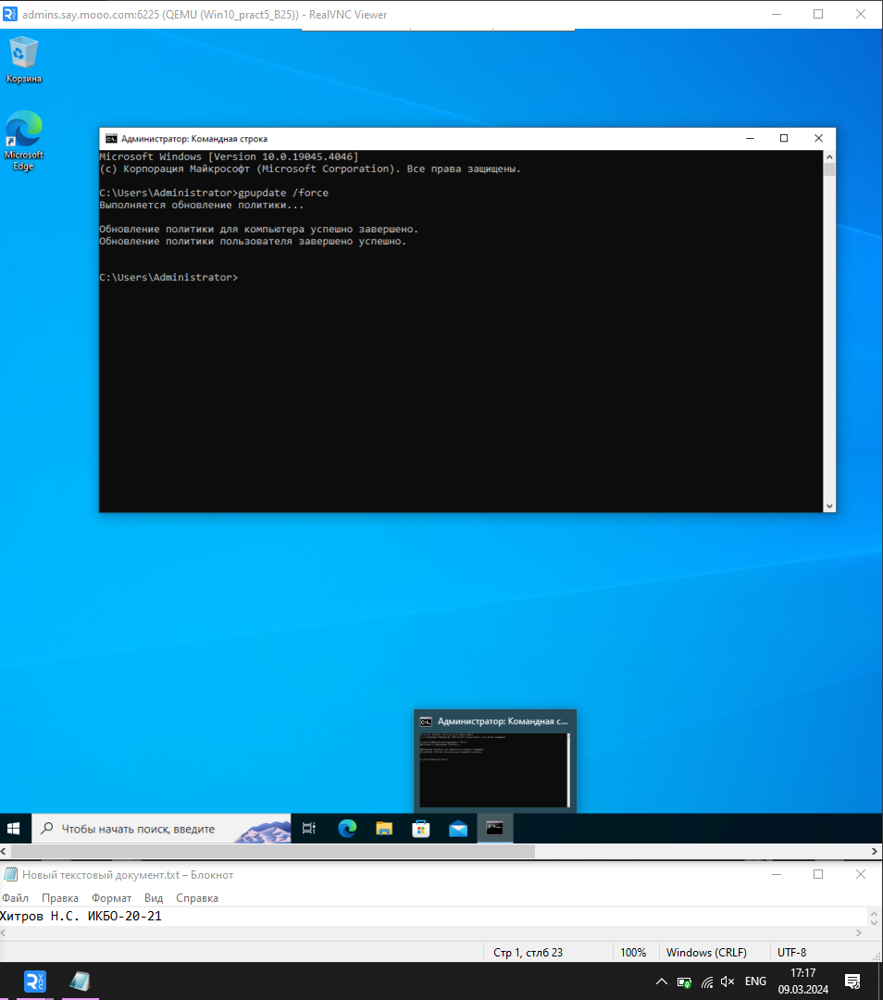 admins.say.mooo.com:6225 (QEMU (Win10_pract5_B25)) - RealVNC Viewer
Корзина
Microsoft
Edge
Администратор: Командная строка
Microsoft Windows [Version 10.0.19045.4046]
(c) Корпорация Майкрософт (Microsoft Corporation). Все права защищены.
C:\Users\Administrator>gpupdate /force
Выполняется обновление политики...
Обновление политики для компьютера успешно завершено.
Обновление политики пользователя завершено успешно.
C:\Users\Administrator>
Администратор: Командная с...
Чтобы начать поиск, введите
Новый текстовый документ.txt – Блокнот
Файл Правка Формат Вид Справка
Хитров Н.С. ИКБО-20-21
Стр 1, стлб 23 100% Windows (CRLF) UTF-8
ENG
17:17
09.03.2024